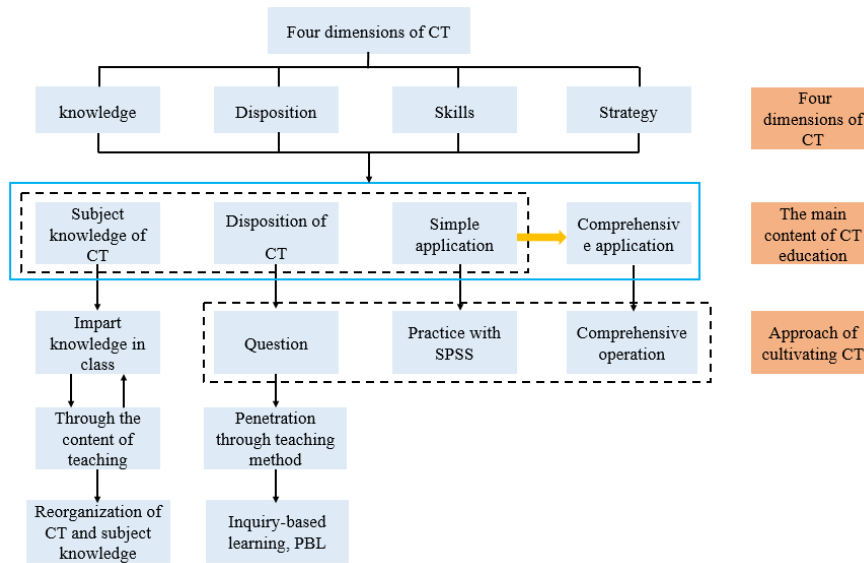 Four dimensions of CT
knowledge
Disposition
Skills
Strategy
Four
dimensions of
CT
Subject
knowledge of
CT
Disposition of
CT
Simple
application
Comprehensiv
e application
The main
content of CT
education
Impart
knowledge in
class
Question
Practice with
SPSS
Comprehensive
operation
Approach of
cultivating CT
Through the
content of
teaching
Penetration
through teaching
method
Reorganization of
CT and subject
knowledge
Inquiry-based
learning, PBL